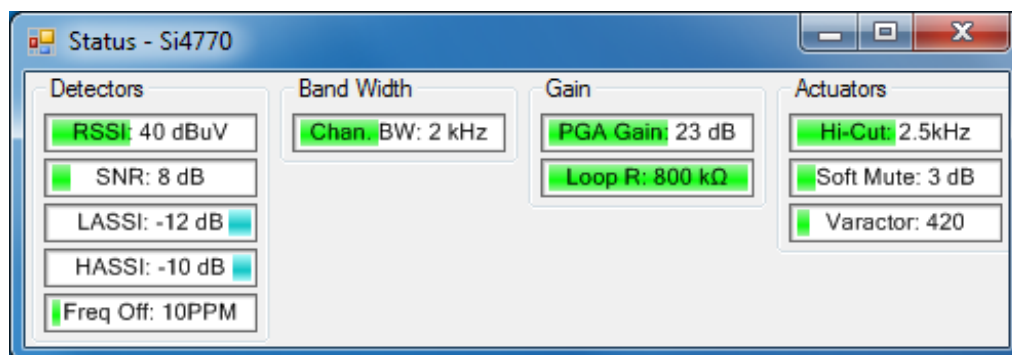 Status - Si4770
Detectors
RSSI: 40 dBuV
SNR: 8 dB
LASSI: -12 dB
HASSI: -10 dB
Freq Off: 10PPM
Band Width
Chan. BW: 2 kHz
Gain
PGA Gain: 23 dB
Loop R: 800 kΩ
Actuators
Hi-Cut: 2.5kHz
Soft Mute: 3 dB
Varactor: 420